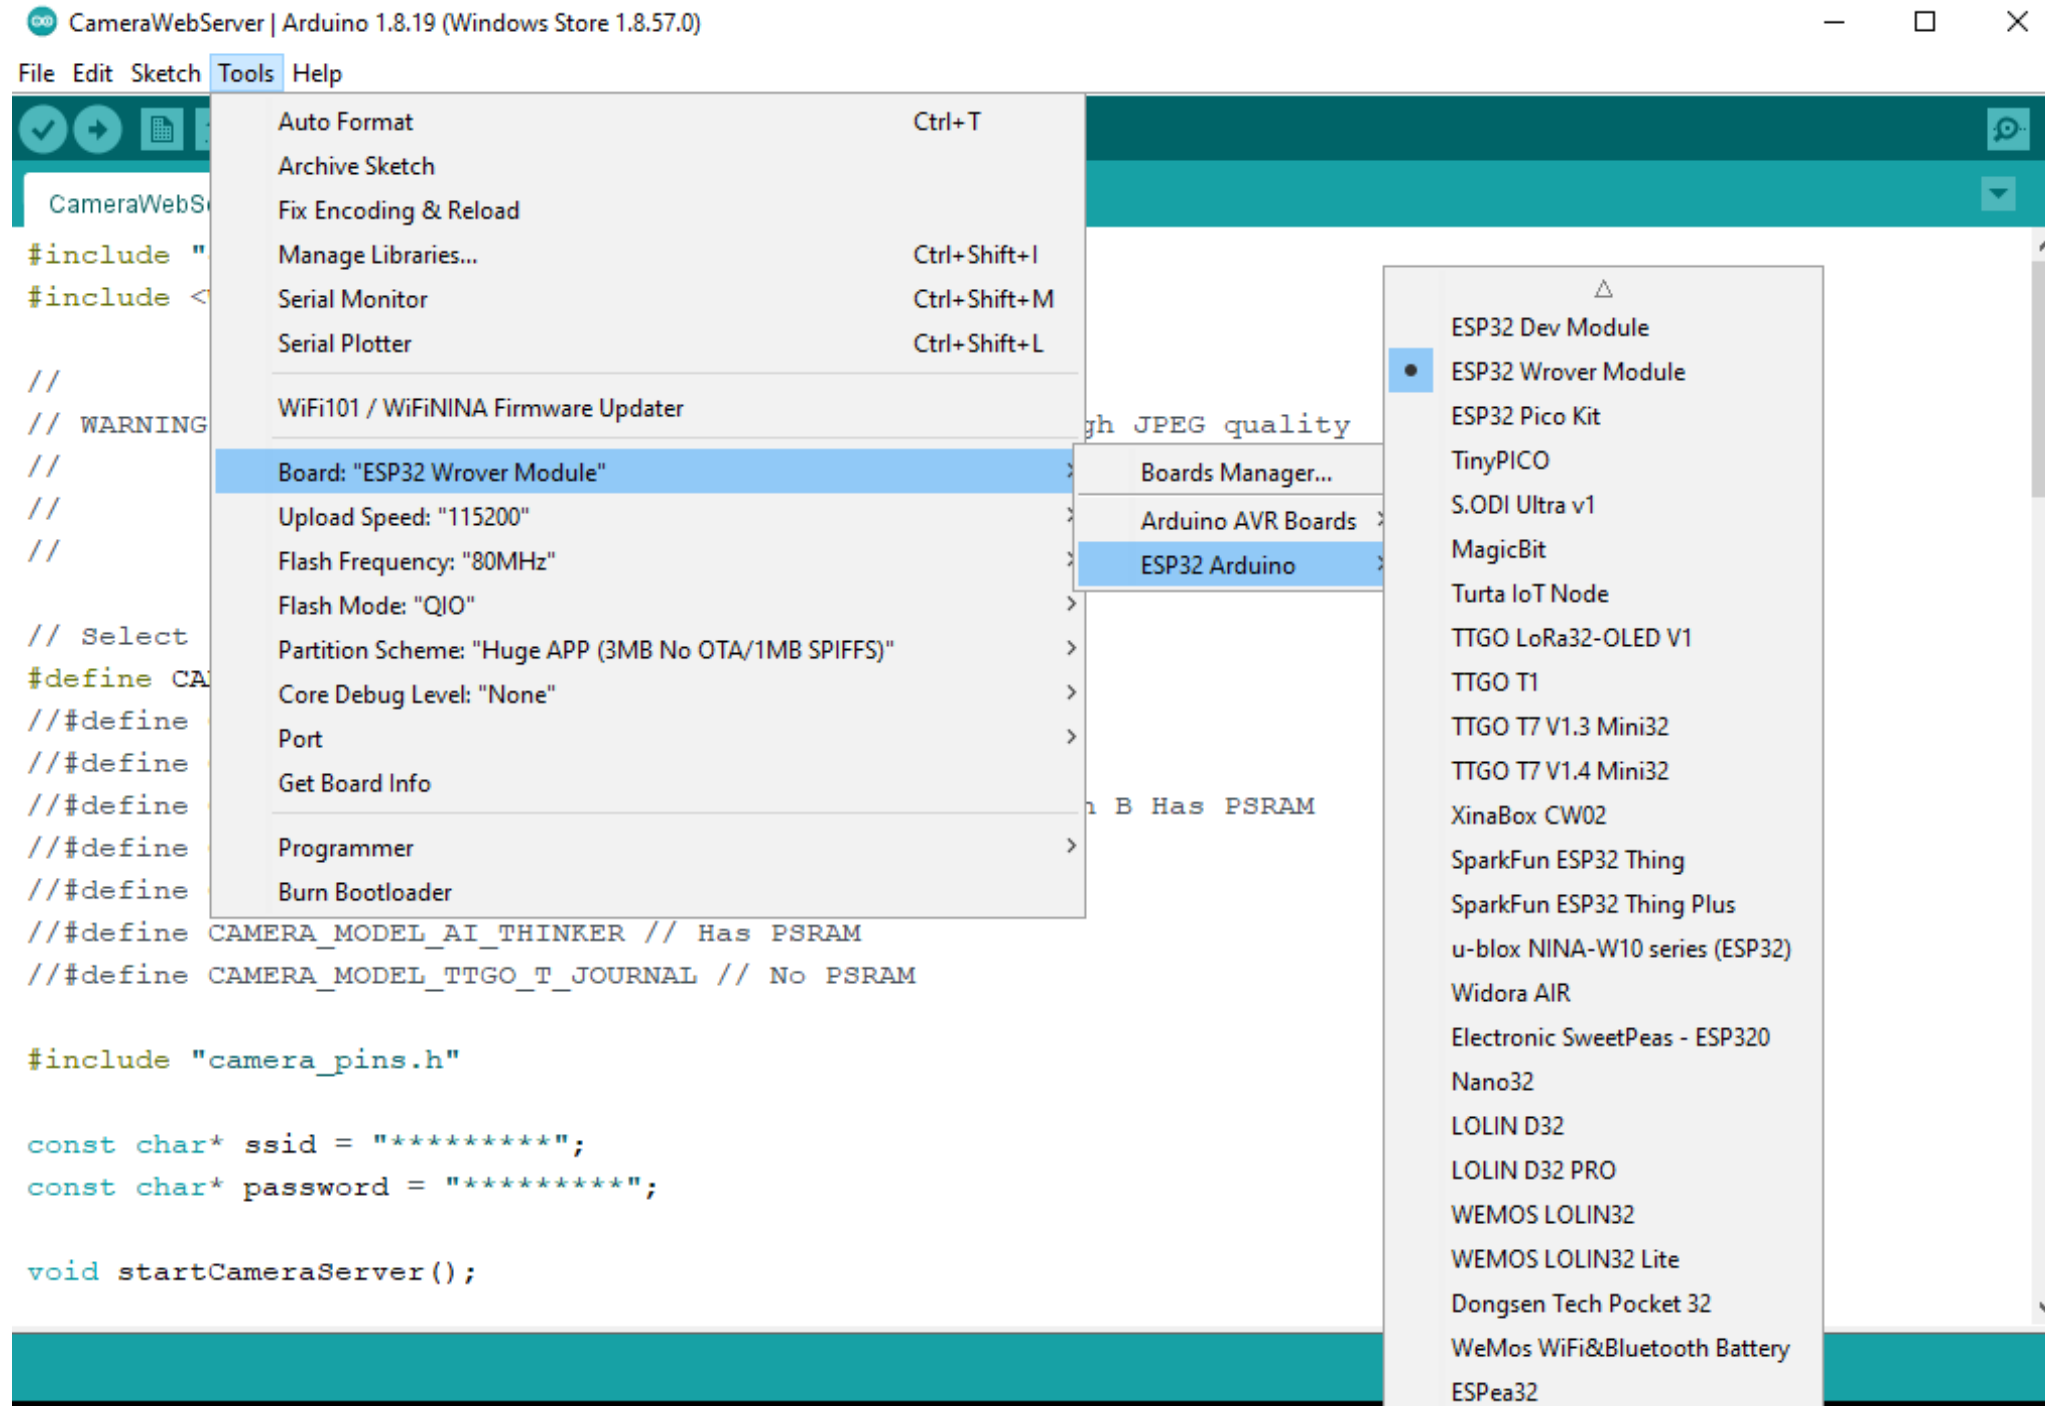 CameraWebServer | Arduino 1.8.19 (Windows Store 1.8.57.0)
File Edit Sketch Tools Help
Auto Format Ctrl+T
Archive Sketch
Fix Encoding & Reload
Manage Libraries... Ctrl+Shift+I
Serial Monitor Ctrl+Shift+M
Serial Plotter Ctrl+Shift+L
WiFi101 / WiFiNINA Firmware Updater
Board: "ESP32 Wrover Module"
Upload Speed: "115200"
Flash Frequency: "80MHz"
Flash Mode: "QIO"
Partition Scheme: "Huge APP (3MB No OTA/1MB SPIFFS)"
Core Debug Level: "None"
Port
Get Board Info
Programmer
Burn Bootloader
Boards Manager...
Arduino AVR Boards
ESP32 Arduino
ESP32 Dev Module
ESP32 Wrover Module
ESP32 Pico Kit
TinyPICO
S.ODI Ultra v1
MagicBit
Turta IoT Node
TTGO LoRa32-OLED V1
TTGO T1
TTGO T7 V1.3 Mini32
TTGO T7 V1.4 Mini32
XinaBox CW02
SparkFun ESP32 Thing
SparkFun ESP32 Thing Plus
u-blox NINA-W10 series (ESP32)
Widora AIR
Electronic SweetPeas - ESP320
Nano32
LOLIN D32
LOLIN D32 PRO
WEMOS LOLIN32
WEMOS LOLIN32 Lite
Dongsen Tech Pocket 32
WeMos WiFi&Bluetooth Battery
ESPea32
CameraWebS
#include "
#include <
//
// WARNING JPEG quality
//
//
//
// Select
#define CA
//#define
//#define
//#define B Has PSRAM
//#define
//#define
//#define CAMERA_MODEL_AI_THINKER // Has PSRAM
//#define CAMERA_MODEL_TTGO_T_JOURNAL // No PSRAM
#include "camera_pins.h"
const char* ssid = "*********";
const char* password = "*********";
void startCameraServer();